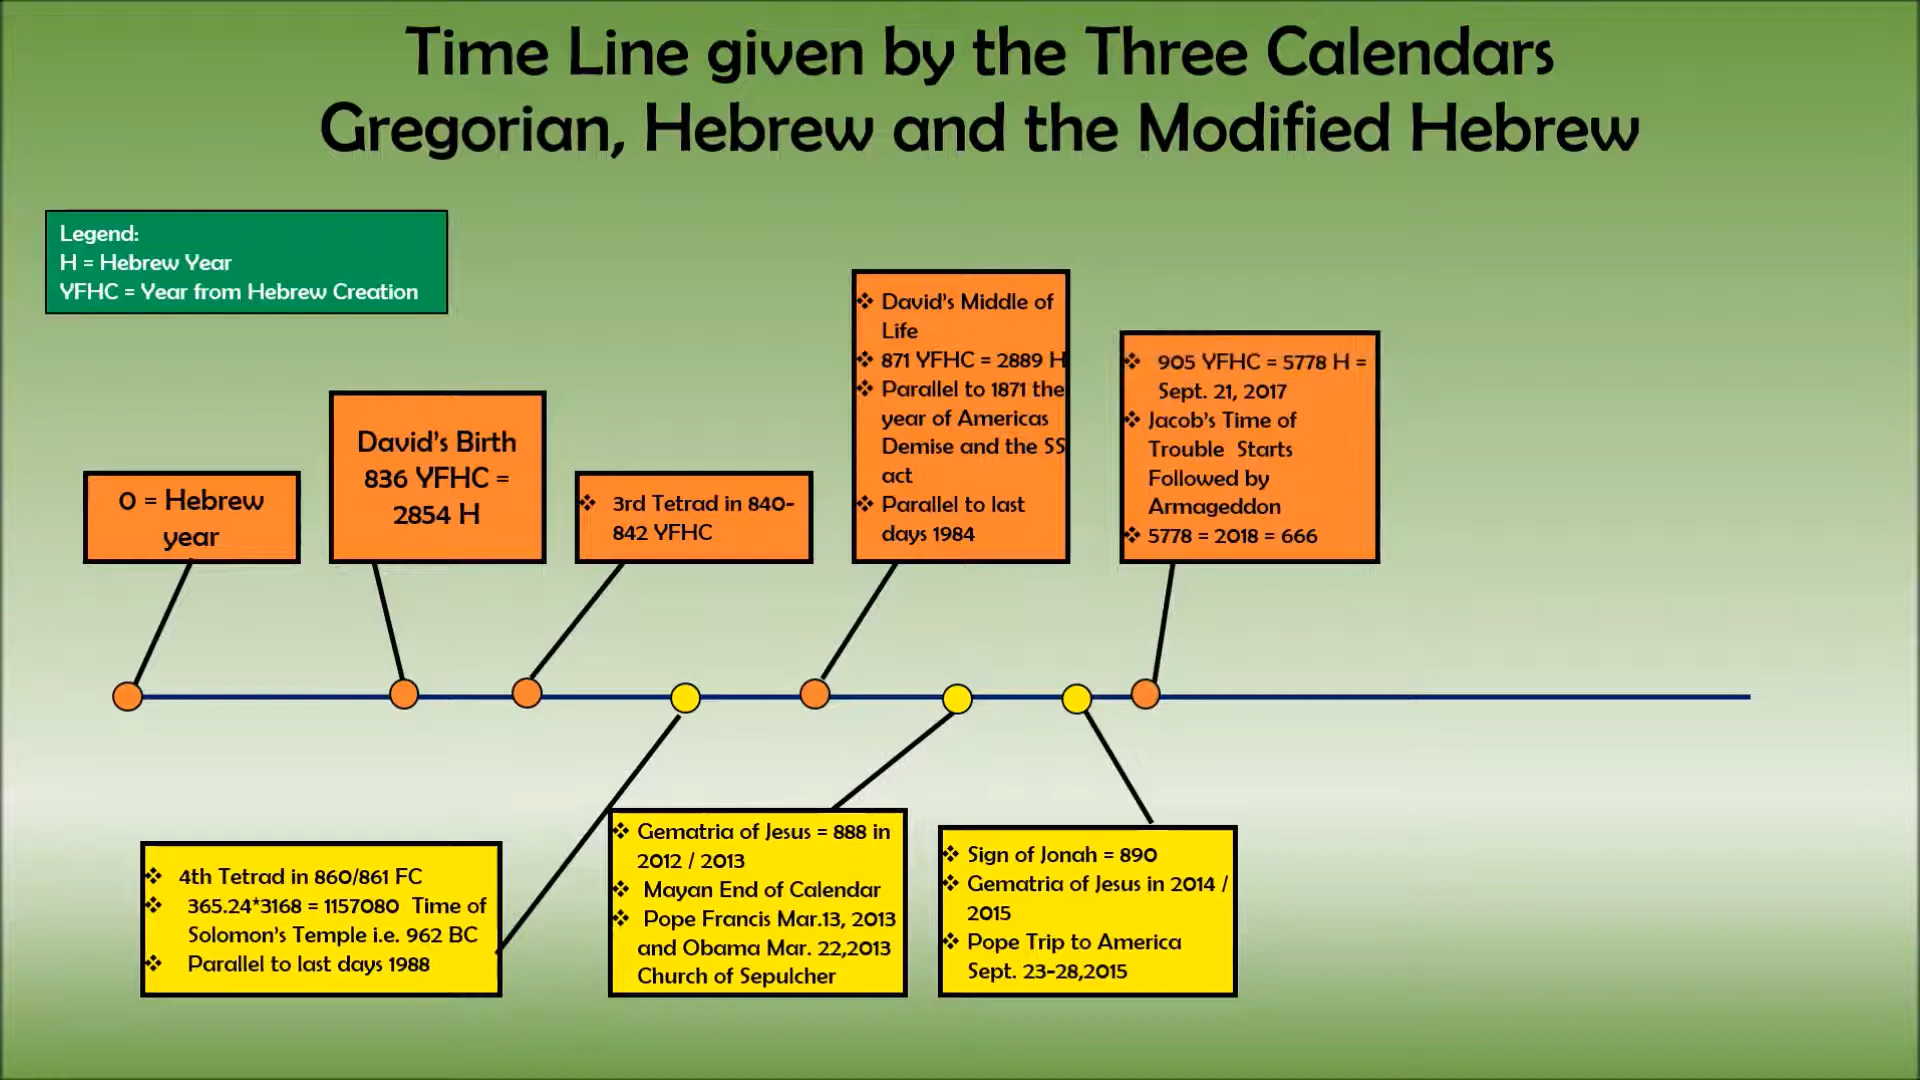 Time Line given by the Three Calendars
Gregorian, Hebrew and the Modified Hebrew
Legend:
H = Hebrew Year
YFHC = Year from Hebrew Creation
0 = Hebrew
year
David's Birth
836 YFHC =
2854 H
❖ 3rd Tetrad in 840-
842 YFHC
❖ David's Middle of
Life
❖ 871 YFHC = 2889 H
❖ Parallel to 1871 the
year of Americas
Demise and the SS
act
❖ Parallel to last
days 1984
❖ 905 YFHC = 5778 H =
Sept. 21, 2017
❖ Jacob's Time of
Trouble Starts
Followed by
Armageddon
❖ 5778 = 2018 = 666
❖ 4th Tetrad in 860/861 FC
❖ 365.24*3168 = 1157080 Time of
Solomon's Temple i.e. 962 BC
❖ Parallel to last days 1988
❖ Gematria of Jesus = 888 in
2012 / 2013
❖ Mayan End of Calendar
❖ Pope Francis Mar.13, 2013
and Obama Mar. 22,2013
Church of Sepulcher
❖ Sign of Jonah = 890
❖ Gematria of Jesus in 2014 /
2015
❖ Pope Trip to America
Sept. 23-28,2015